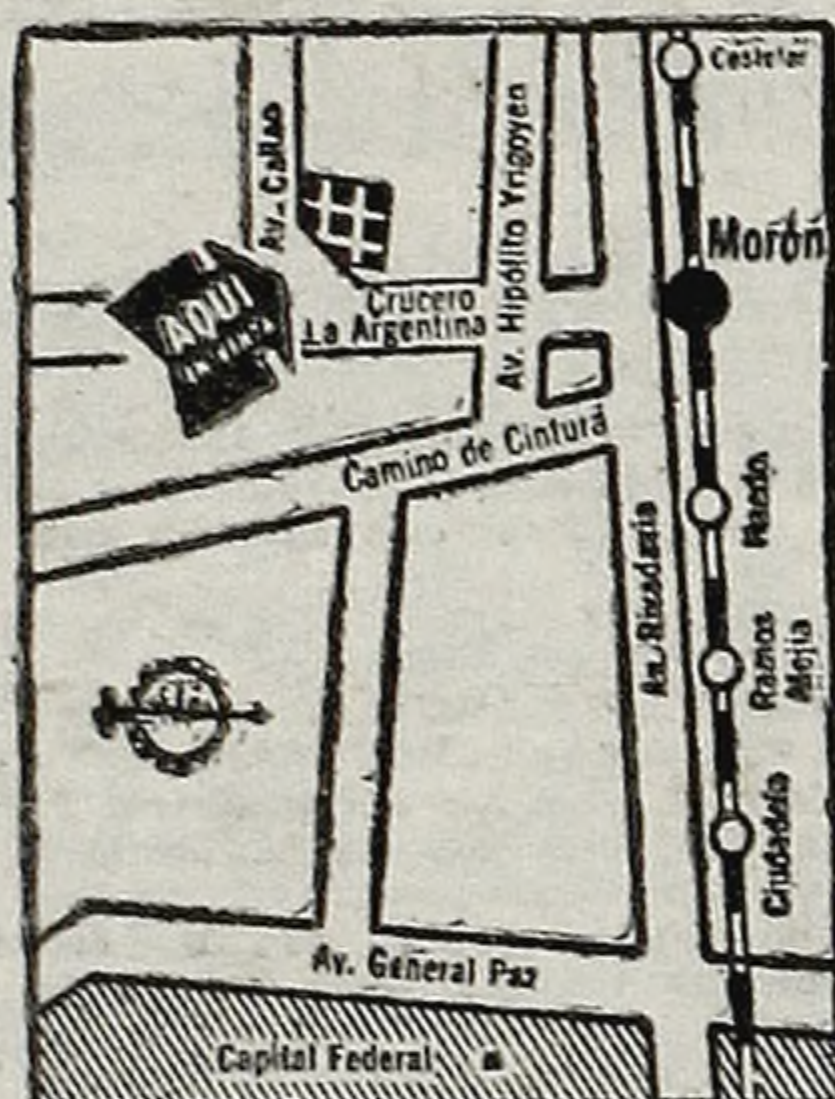 Castelar
Av. Callao
Av. Hipólito Yrigoyen
Morón
AQUI
Crucero
La Argentina
Camino de Cintura
Haedo
Av. Rivadavia
Ramos
Mejia
Ciudadela
Av. General Paz
Capital Federal